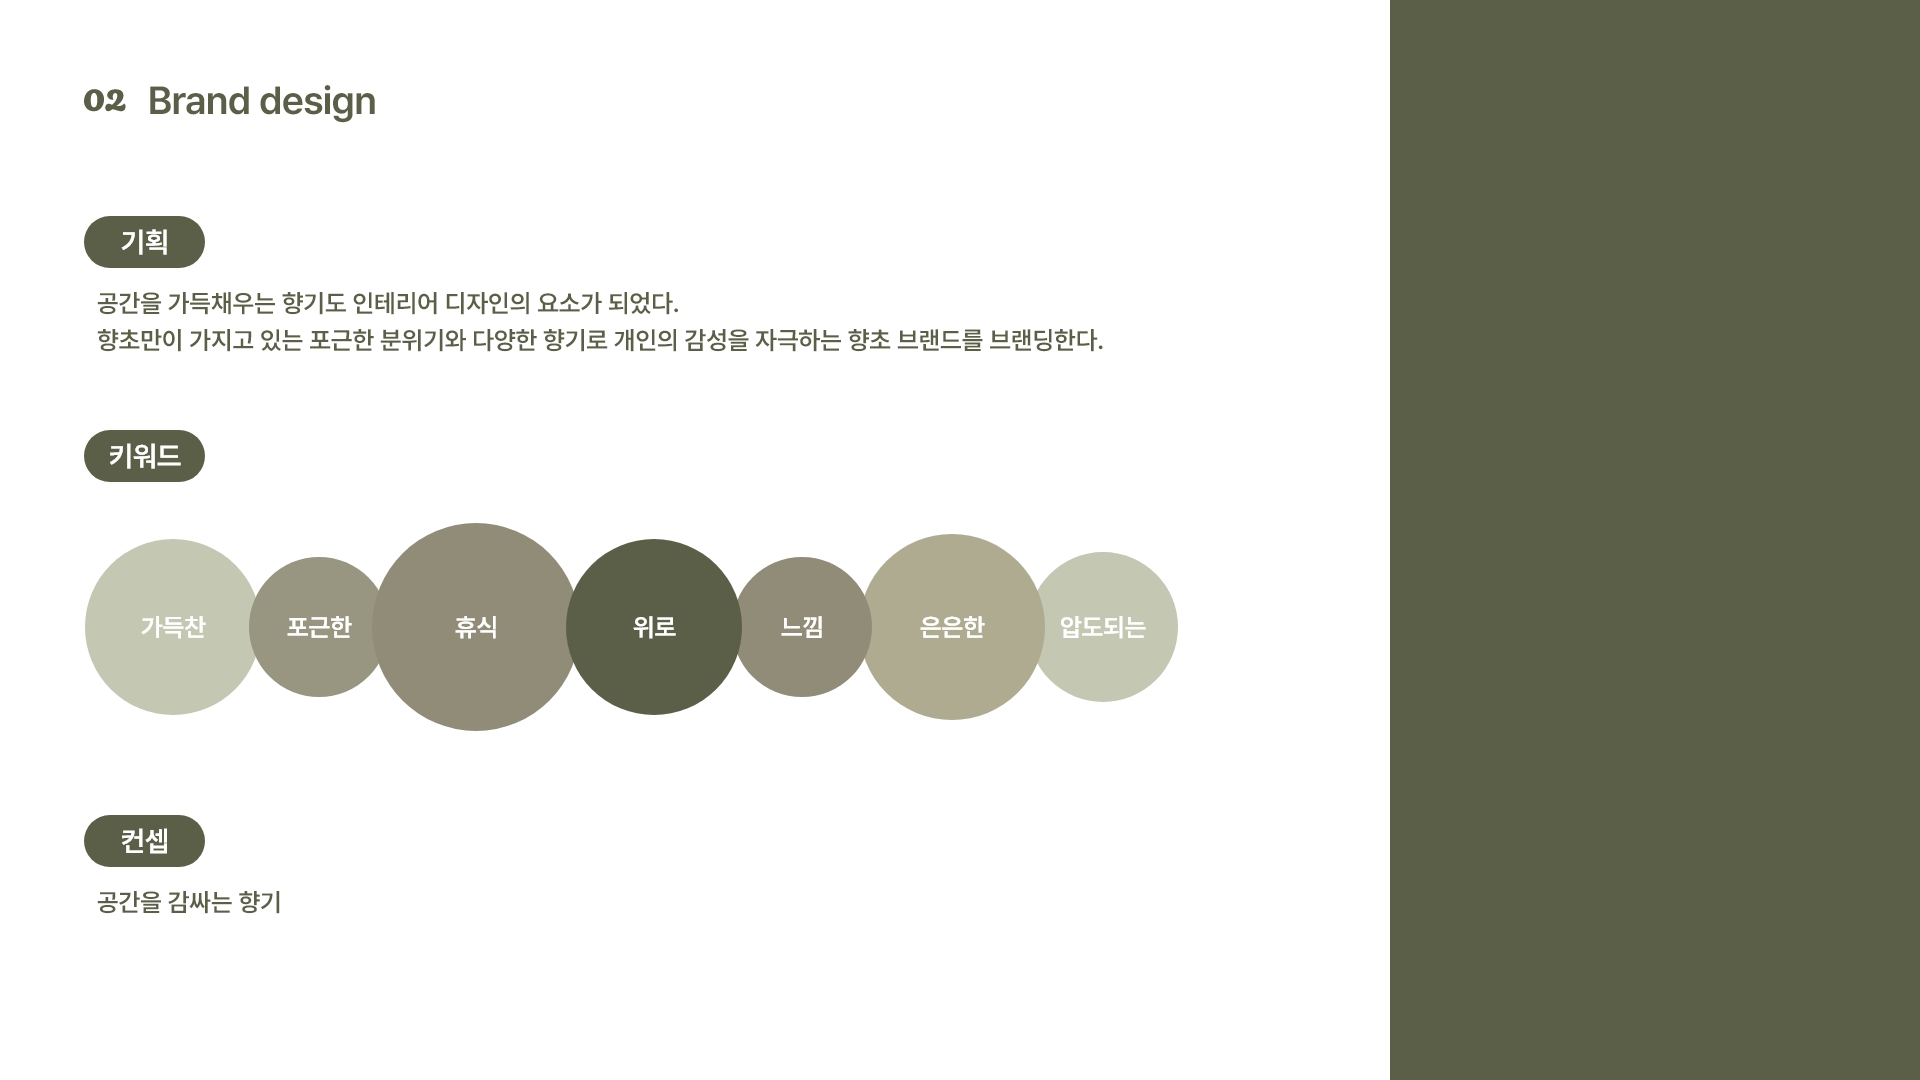 02 Brand design
기획
공간을 가득채우는 향기도 인테리어 디자인의 요소가 되었다.
향초만이 가지고 있는 포근한 분위기와 다양한 향기로 개인의 감성을 자극하는 향초 브랜드를 브랜딩한다.
키워드
가득찬 포근한 휴식 위로 느낌 은은한 압도되는
컨셉
공간을 감싸는 향기